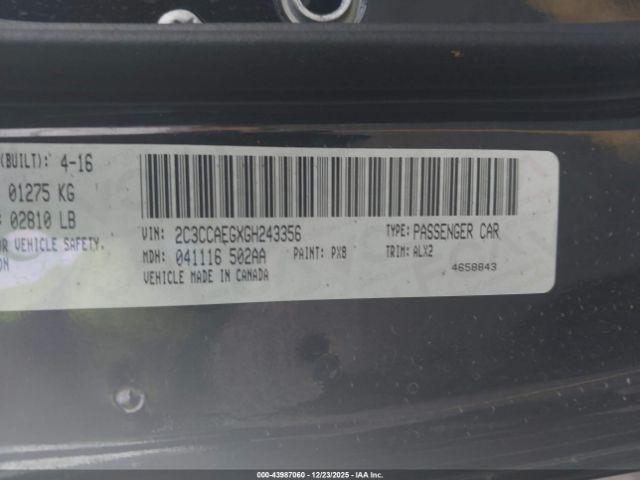 (BUILT): 4-16
01275 KG
02810 LB
OR VEHICLE SAFETY.
ON
VIN: 2C3CCAEGXGH243356
TYPE: PASSENGER CAR
MDH: 041116 502AA
PAINT: PX8
TRIM: ALX2
VEHICLE MADE IN CANADA
4658843
000-43987060 - 12/23/2025 - IAA Inc.